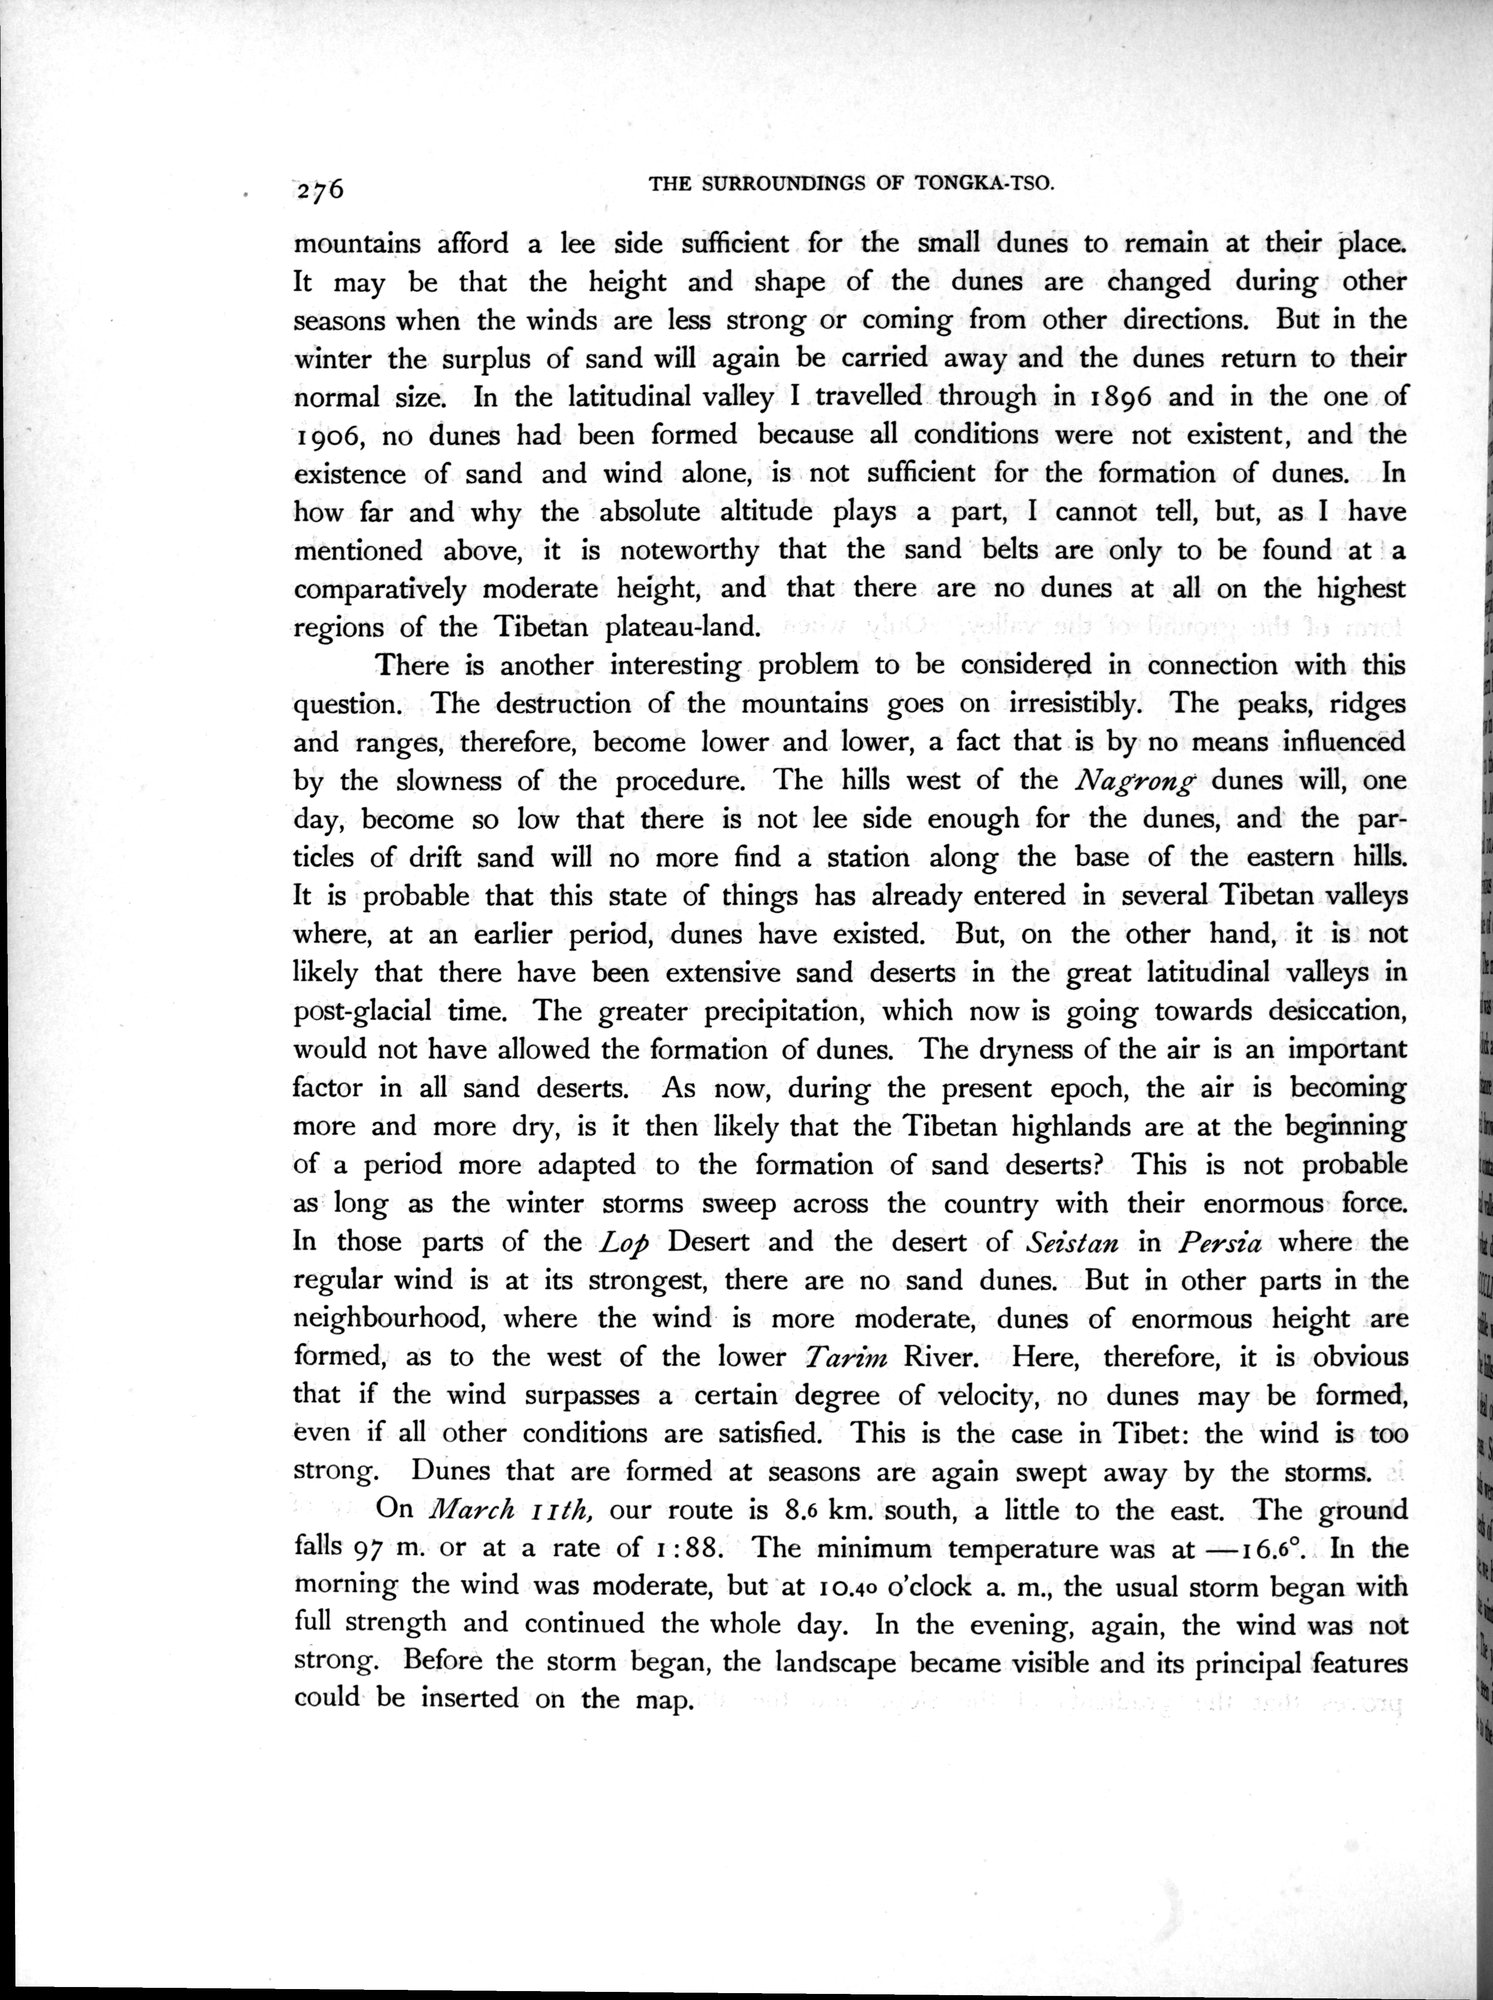 276
THE SURROUNDINGS OF TONGKA-TSO.
mountains afford a lee side sufficient for the small dunes to remain at their place.
It may be that the height and shape of the dunes are changed during other
seasons when the winds are less strong or coming from other directions. But in the
winter the surplus of sand will again be carried away and the dunes return to their
normal size. In the latitudinal valley I travelled through in 1896 and in the one of
1906, no dunes had been formed because all conditions were not existent, and the
existence of sand and wind alone, is not sufficient for the formation of dunes. In
how far and why the absolute altitude plays a part, I cannot tell, but, as I have
mentioned above, it is noteworthy that the sand belts are only to be found at a
comparatively moderate height, and that there are no dunes at all on the highest
regions of the Tibetan plateau-land.
There is another interesting problem to be considered in connection with this
question. The destruction of the mountains goes on irresistibly. The peaks, ridges
and ranges, therefore, become lower and lower, a fact that is by no means influenced
by the slowness of the procedure. The hills west of the Nagrong dunes will, one
day, become so low that there is not lee side enough for the dunes, and the par-
ticles of drift sand will no more find a station along the base of the eastern hills.
It is probable that this state of things has already entered in several Tibetan valleys
where, at an earlier period, dunes have existed. But, on the other hand, it is not
likely that there have been extensive sand deserts in the great latitudinal valleys in
post-glacial time. The greater precipitation, which now is going towards desiccation,
would not have allowed the formation of dunes. The dryness of the air is an important
factor in all sand deserts. As now, during the present epoch, the air is becoming
more and more dry, is it then likely that the Tibetan highlands are at the beginning
of a period more adapted to the formation of sand deserts? This is not probable
as long as the winter storms sweep across the country with their enormous force.
In those parts of the Lop Desert and the desert of Seistan in Persia where the
regular wind is at its strongest, there are no sand dunes. But in other parts in the
neighbourhood, where the wind is more moderate, dunes of enormous height are
formed, as to the west of the lower Tarim River. Here, therefore, it is obvious
that if the wind surpasses a certain degree of velocity, no dunes may be formed,
even if all other conditions are satisfied. This is the case in Tibet: the wind is too
strong. Dunes that are formed at seasons are again swept away by the storms.
On March 11th, our route is 8.6 km. south, a little to the east. The ground
falls 97 m. or at a rate of 1:88. The minimum temperature was at —16.6°. In the
morning the wind was moderate, but at 10.40 o'clock a. m., the usual storm began with
full strength and continued the whole day. In the evening, again, the wind was not
strong. Before the storm began, the landscape became visible and its principal features
could be inserted on the map.